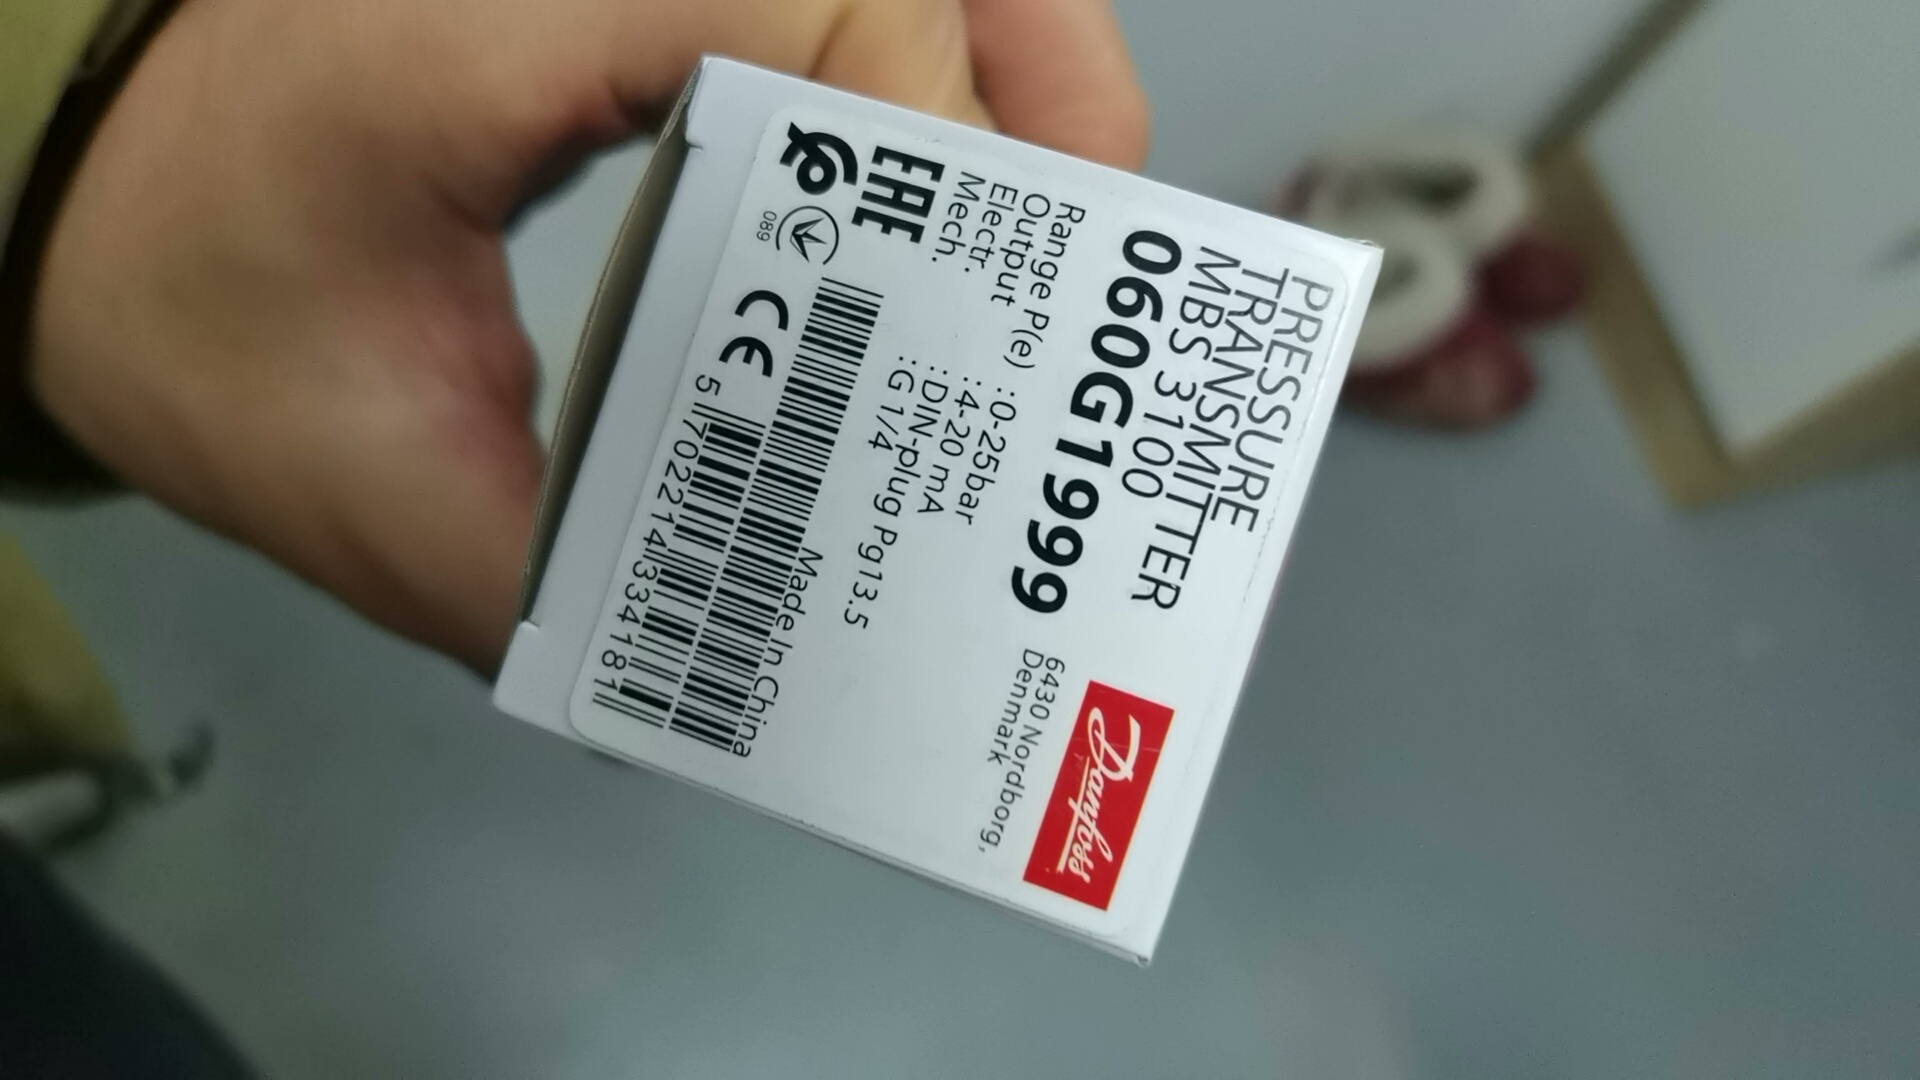 PRESSURE
TRANSMITTER
MBS 3100
060G1999
Danfoss
6430 Nordborg,
Denmark
Range P(e) :0-25bar
Output :4-20 mA
Electr. :DIN-plug Pg13.5
Mech. :G 1/4
EAC
089
CE
Made In China
5 702214 334181